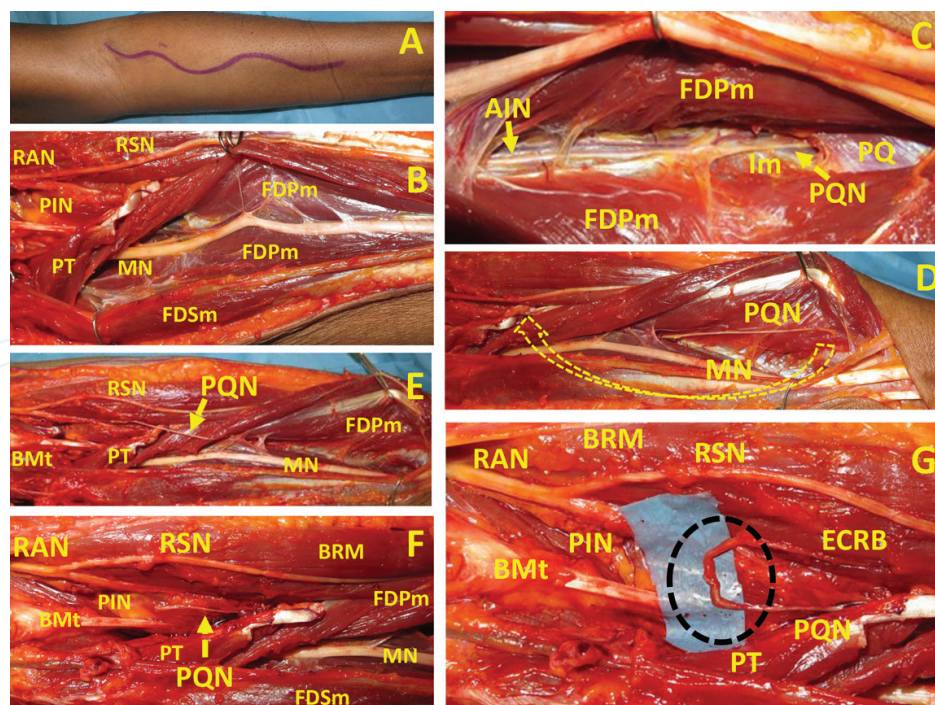 A
RAN
RSN
B
PIN
FDPm
FDPm
PT
MN
FDSm
C
AIN
FDPm
Im
PQ
PQN
FDPm
D
PQN
MN
RSN
PQN
E
BMt
PT
FDPm
MN
RAN
RSN
BRM
F
PIN
FDPm
BMt
PT
MN
PQN
FDSm
BRM
G
RAN
RSN
PIN
ECRB
BMt
PQN
PT